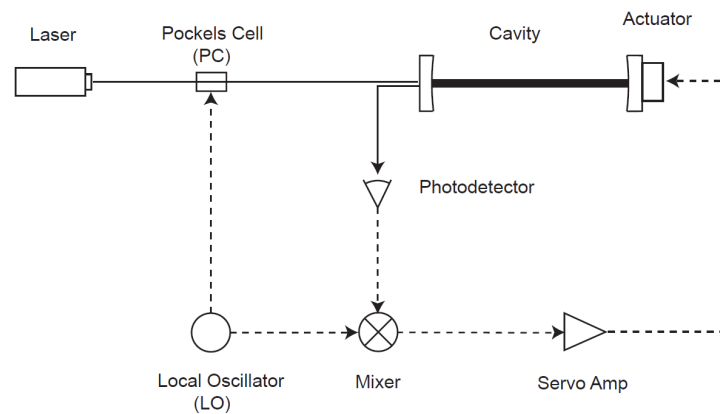 Laser
Pockels Cell
(PC)
Cavity
Actuator
Photodetector
Local Oscillator
(LO)
Mixer
Servo Amp